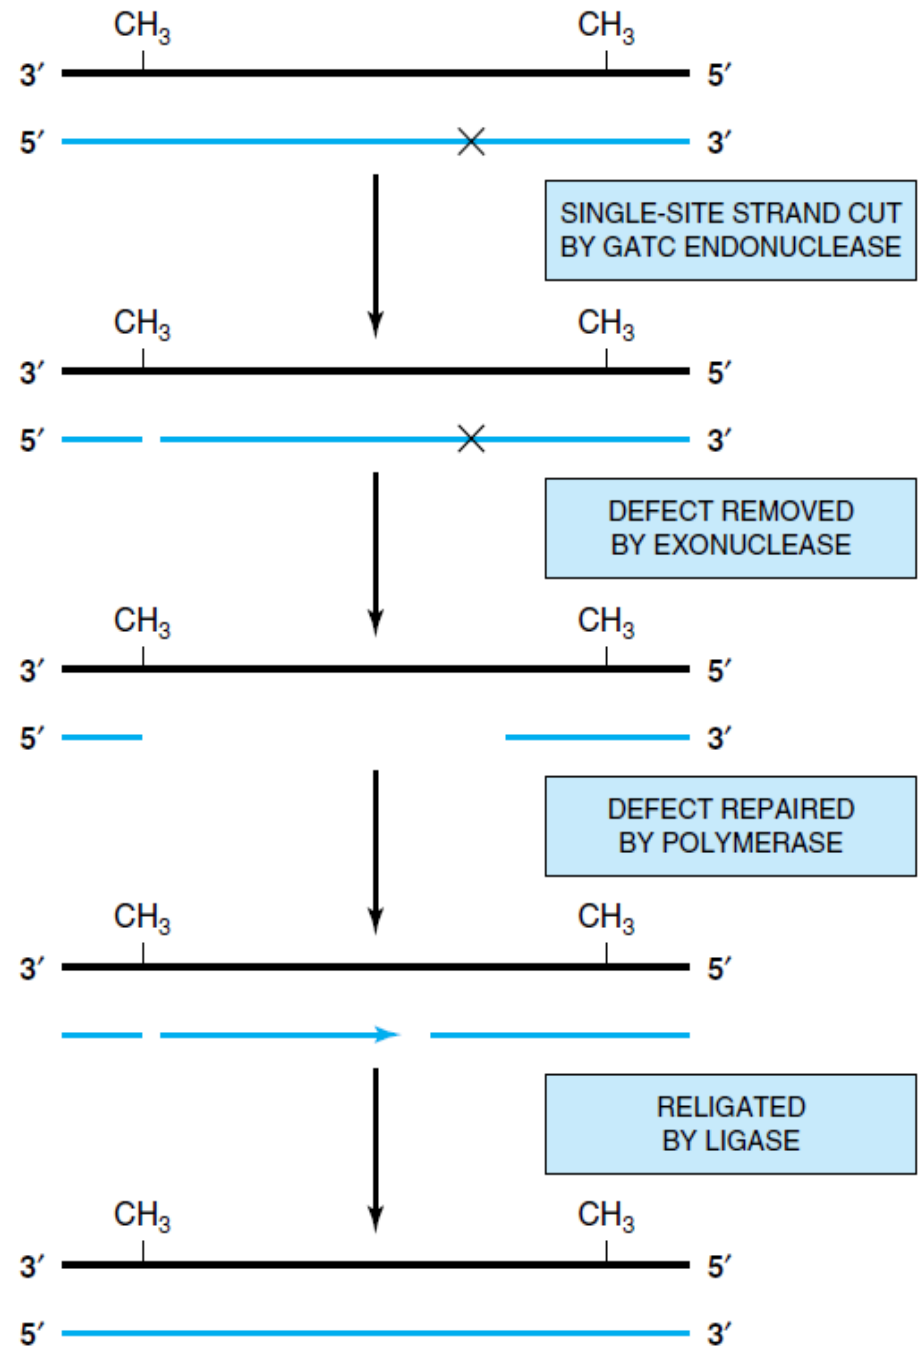 CH₃ CH₃
3′ 5′
5′ 3′
SINGLE-SITE STRAND CUT
BY GATC ENDONUCLEASE
CH₃ CH₃
3′ 5′
5′ 3′
DEFECT REMOVED
BY EXONUCLEASE
CH₃ CH₃
3′ 5′
5′ 3′
DEFECT REPAIRED
BY POLYMERASE
CH₃ CH₃
3′ 5′
RELIGATED
BY LIGASE
CH₃ CH₃
3′ 5′
5′ 3′